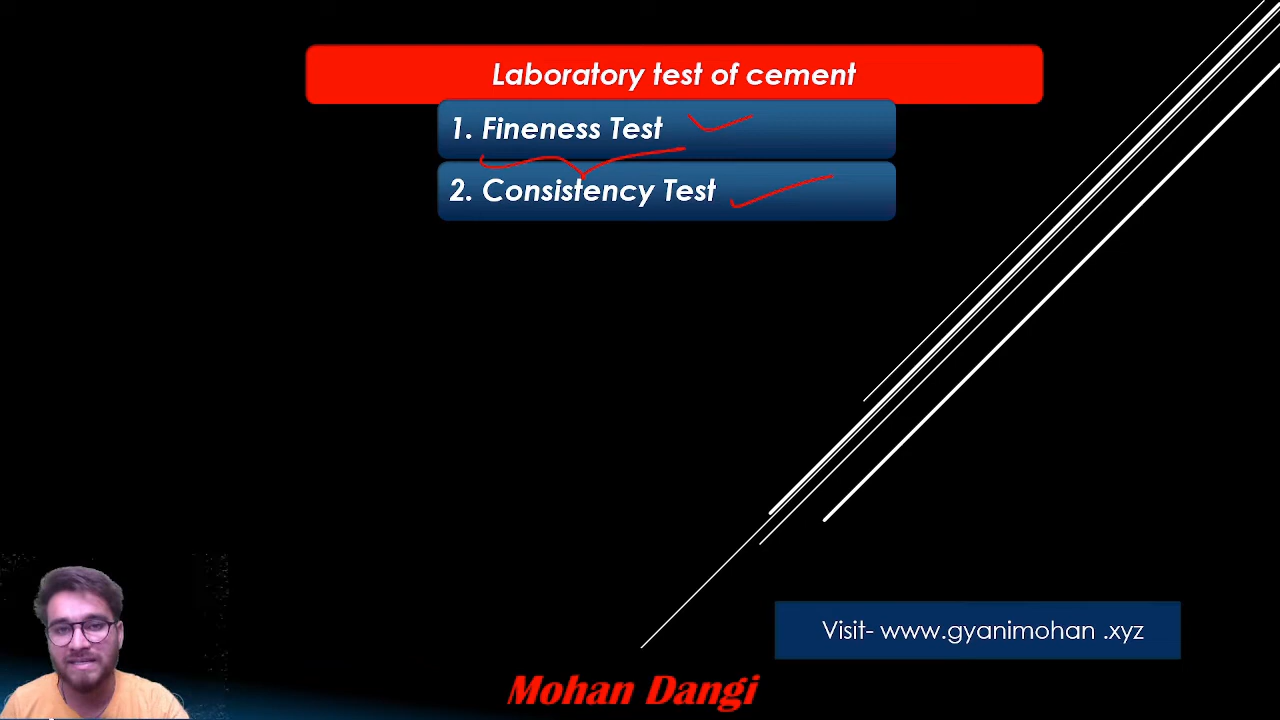 Laboratory test of cement
1. Fineness Test
2. Consistency Test
Visit- www.gyanimohan .xyz
Mohan Dangi